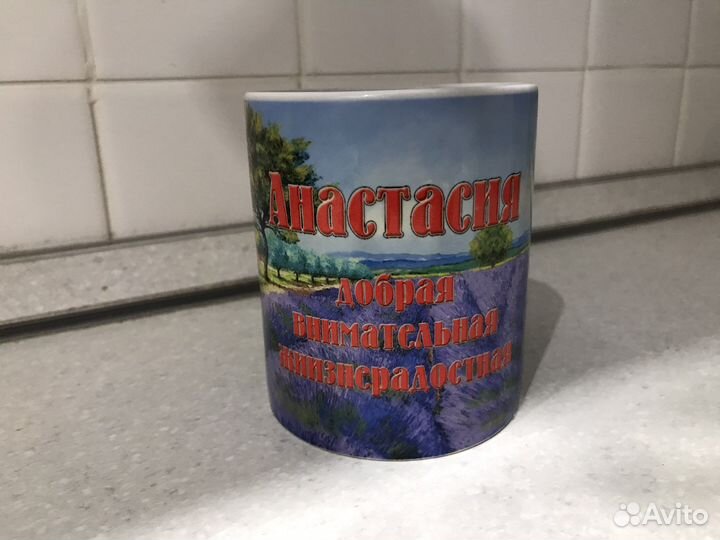 Анастасия
добрая
внимательная
жизнерадостная
Avito